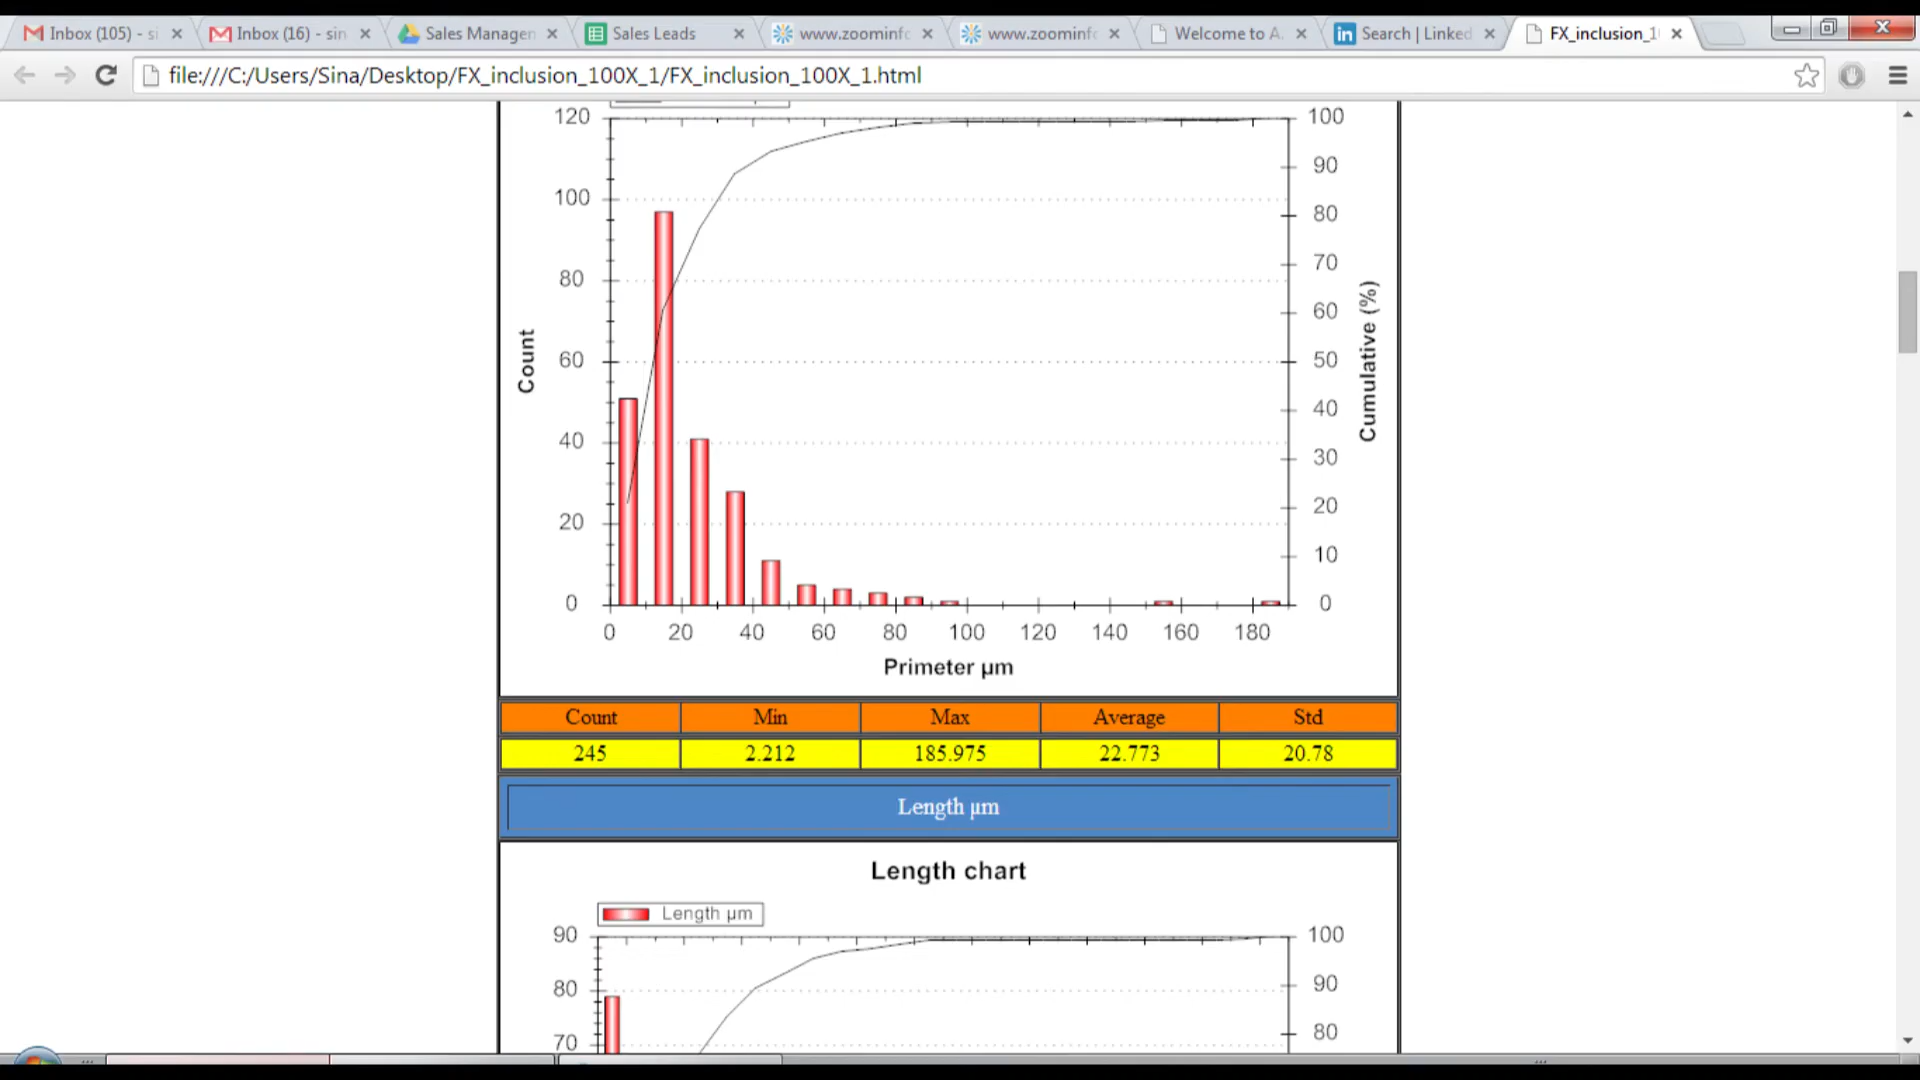 Inbox (105) - si
Inbox (16) - sin
Sales Managen
Sales Leads
www.zoominfo
www.zoominfo
Welcome to A.
Search | Linked
FX_inclusion_1
file:///C:/Users/Sina/Desktop/FX_inclusion_100X_1/FX_inclusion_100X_1.html
120 100
90
100
80
80
70
60
60 50
40
40
30
20
20
10
0 0
Count
Cumulative (%)
0 20 40 60 80 100 120 140 160 180
Primeter µm
Count Min Max Average Std
245 2.212 185.975 22.773 20.78
Length µm
Length chart
Length µm
90 100
80 90
70 80